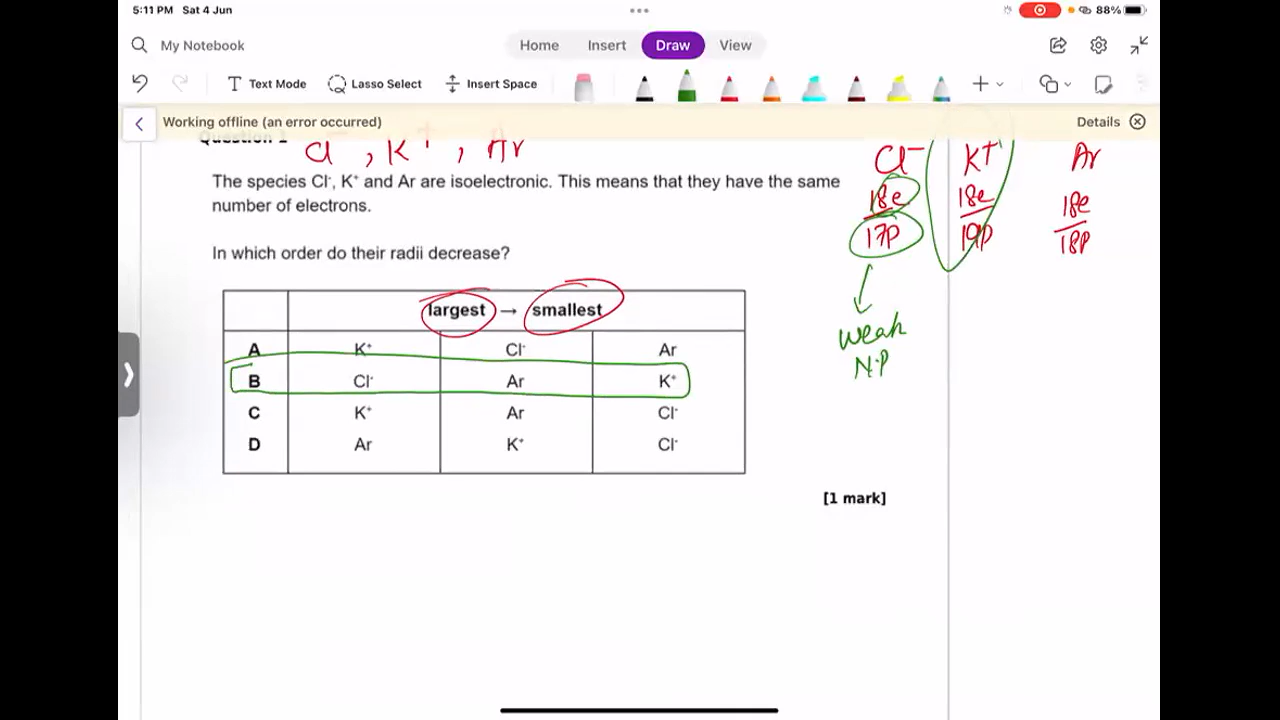 5:11 PM Sat 4 Jun
88%
My Notebook
Home Insert Draw View
Text Mode Lasso Select Insert Space
Working offline (an error occurred) Details
Question 1
Cl⁻, K⁺, Ar
The species Cl⁻, K⁺ and Ar are isoelectronic. This means that they have the same
number of electrons.
In which order do their radii decrease?
largest → smallest
A K⁺ Cl⁻ Ar
B Cl⁻ Ar K⁺
C K⁺ Ar Cl⁻
D Ar K⁺ Cl⁻
[1 mark]
Cl⁻ K⁺ Ar
18e 18e 18e
17p 19p 18p
weak
N.P